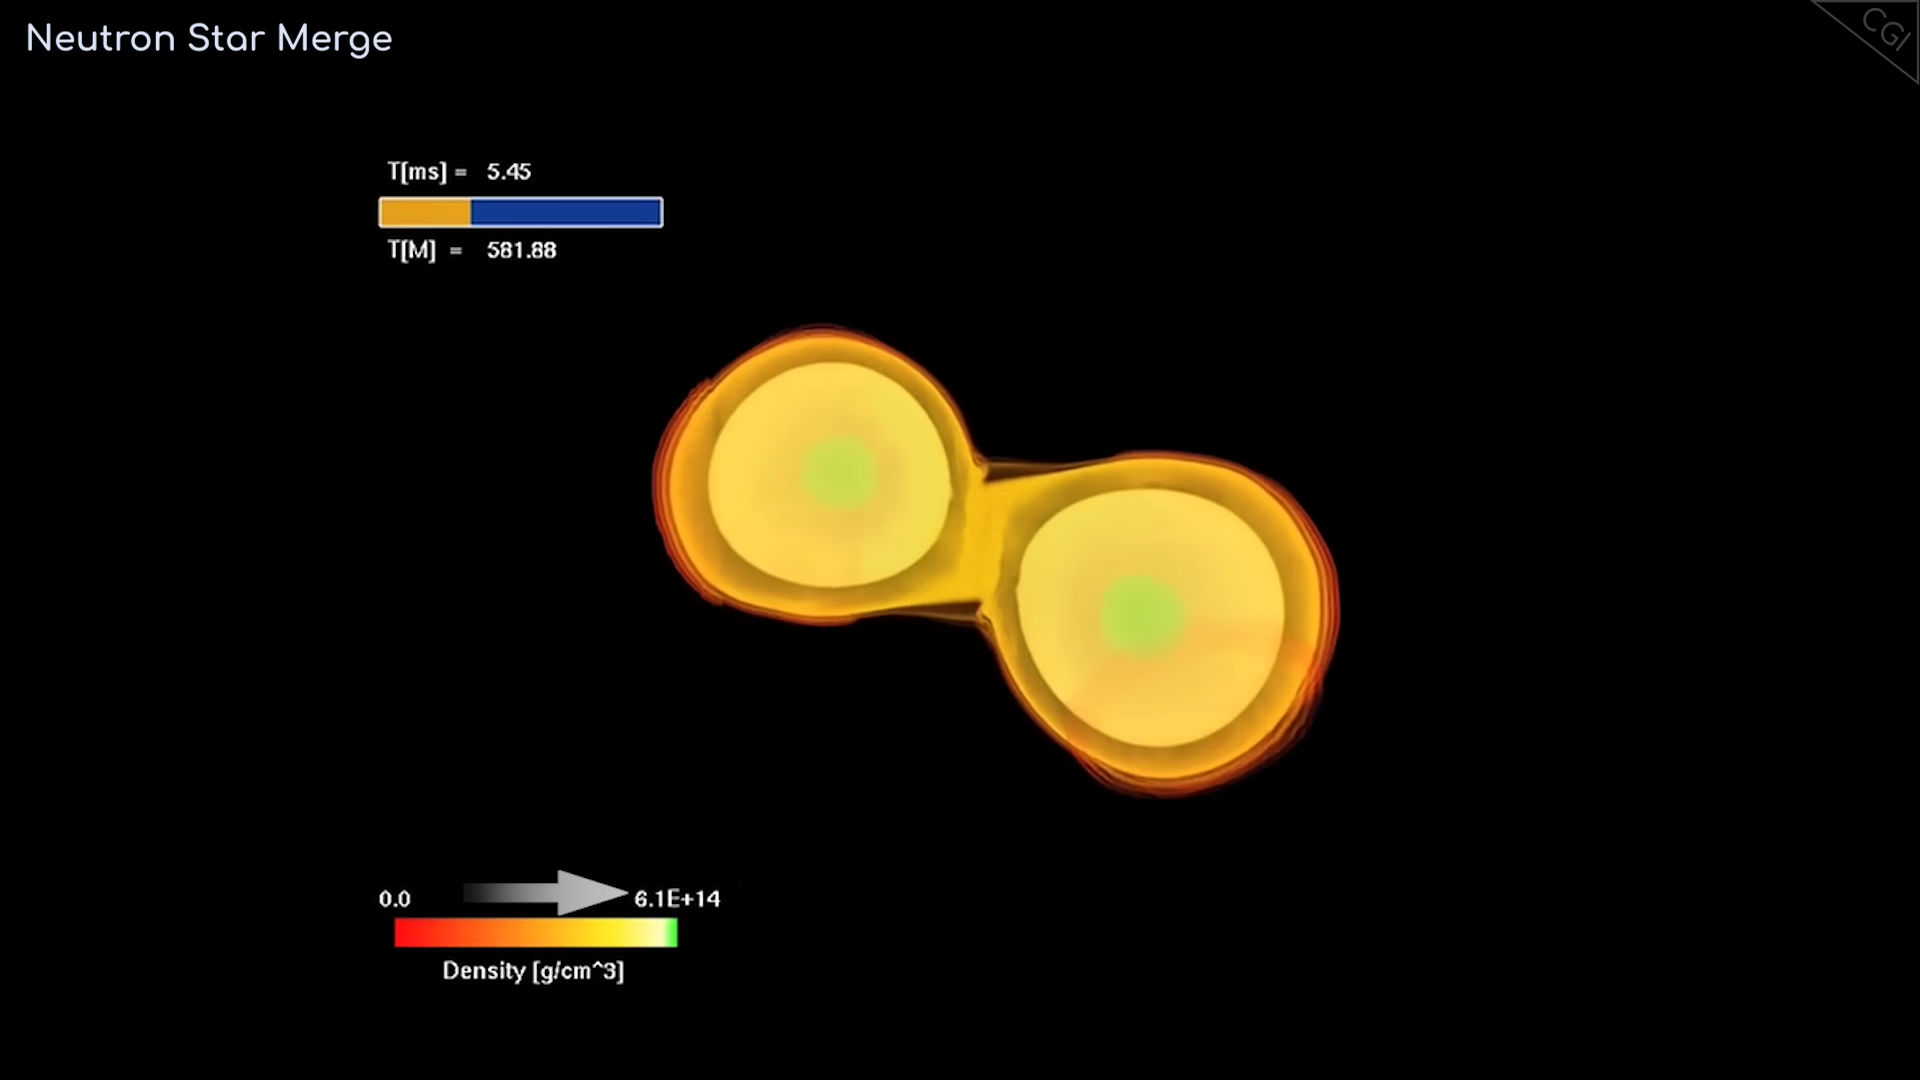 Neutron Star Merge
CGI
T[ms] = 5.45
T[M] = 581.88
0.0 6.1E+14
Density [g/cm^3]